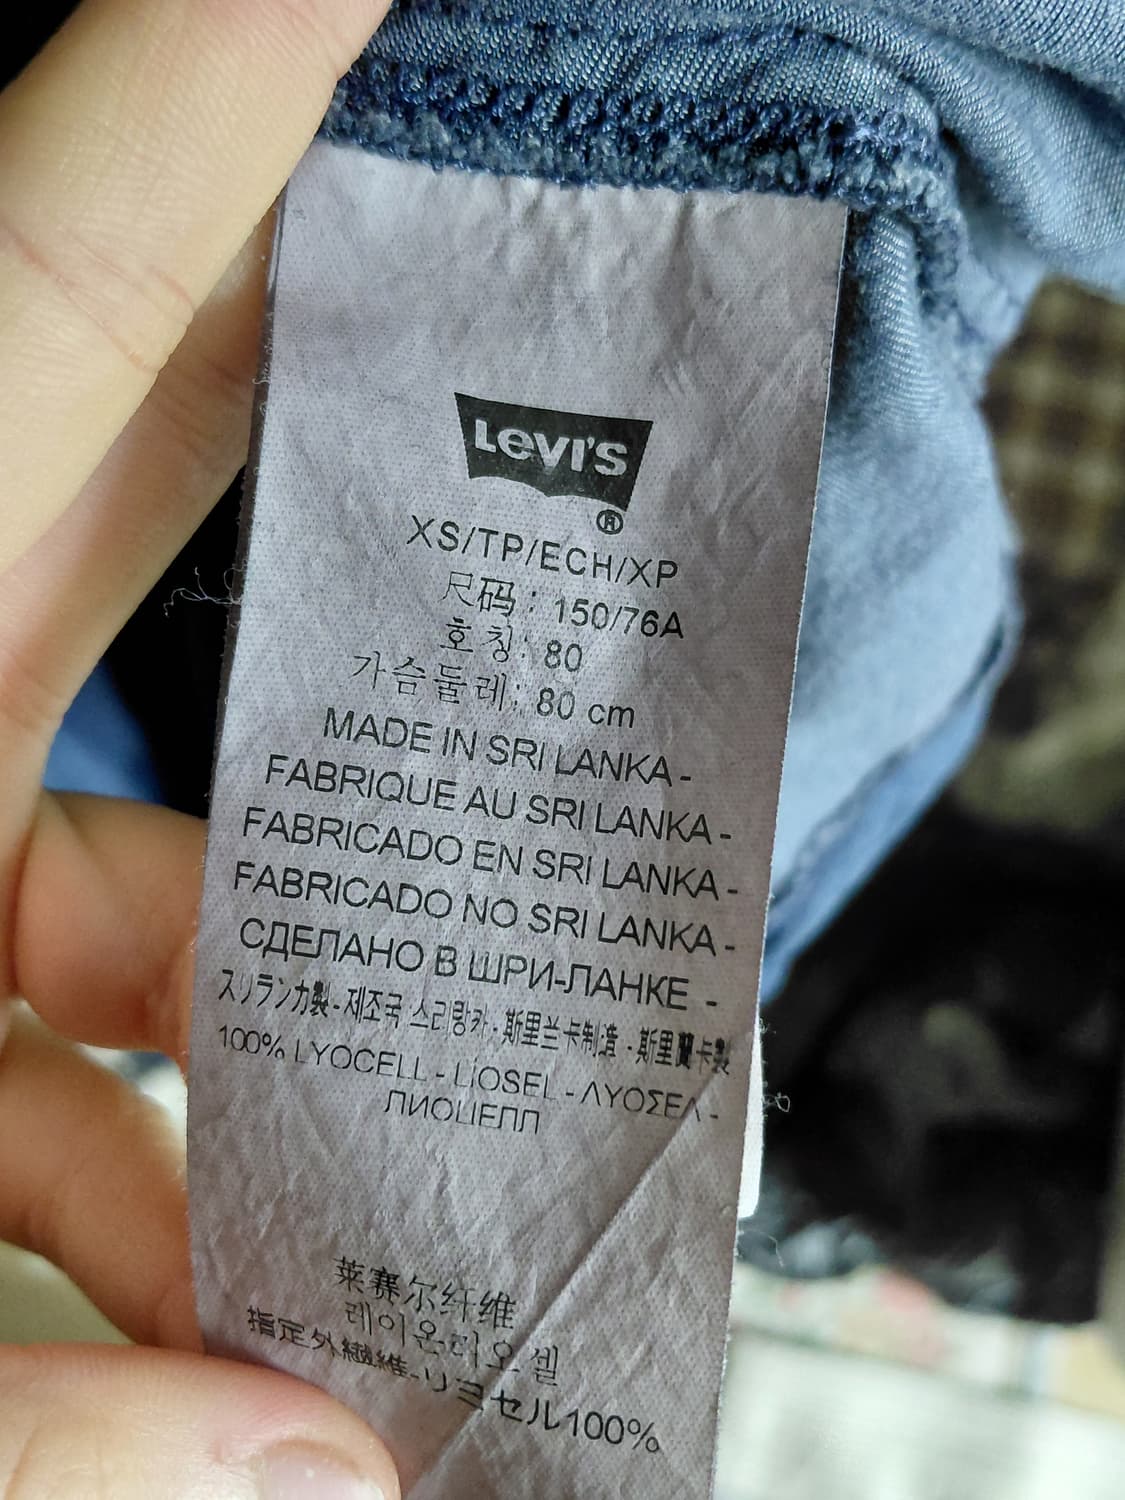 LEVI'S
®
XS/TP/ECH/XP
尺码: 150/76A
호칭: 80
가슴둘레: 80 cm
MADE IN SRI LANKA -
FABRIQUE AU SRI LANKA -
FABRICADO EN SRI LANKA -
FABRICADO NO SRI LANKA -
СДЕЛАНО В ШРИ-ЛАНКЕ -
スリランカ製 - 제조국 스리랑카 - 斯里兰卡制造 - 斯里蘭卡製
100% LYOCELL - LIOSEL - ΛΥΟΣΕΛ -
ЛИОЦЕЛЛ
莱赛尔纤维
레이온리오셀
指定外繊維-リヨセル100%